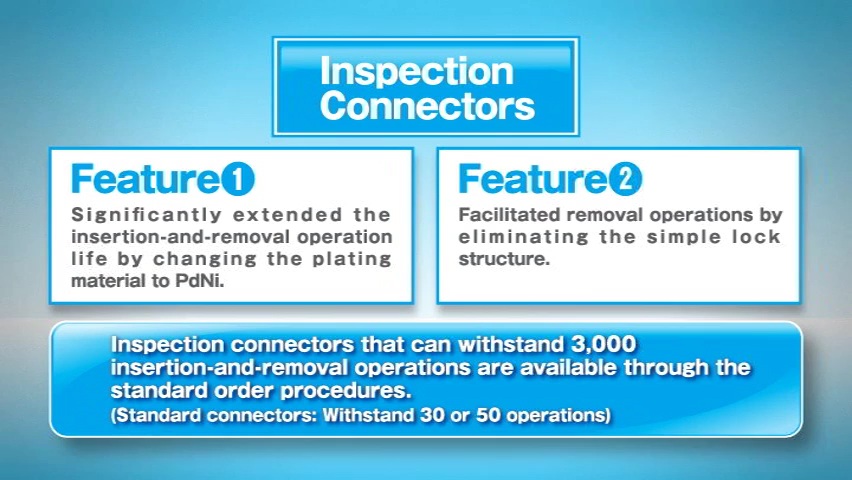 Inspection
Connectors
Feature❶
Significantly extended the
insertion-and-removal operation
life by changing the plating
material to PdNi.
Feature❷
Facilitated removal operations by
eliminating the simple lock
structure.
Inspection connectors that can withstand 3,000
insertion-and-removal operations are available through the
standard order procedures.
(Standard connectors: Withstand 30 or 50 operations)